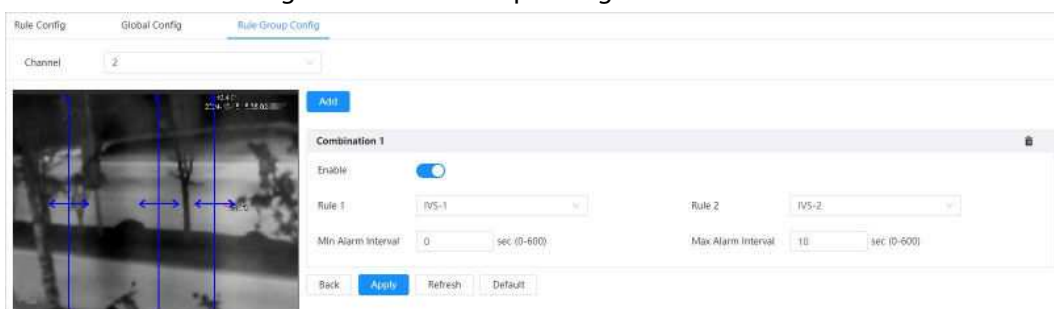 Rule Config Global Config Rule Group Config
Channel 2
Add
Combination 1
Enable
Rule 1 IVS-1 Rule 2 IVS-2
Min Alarm Interval 0 sec (0-600) Max Alarm Interval 10 sec (0-600)
Back Apply Refresh Default